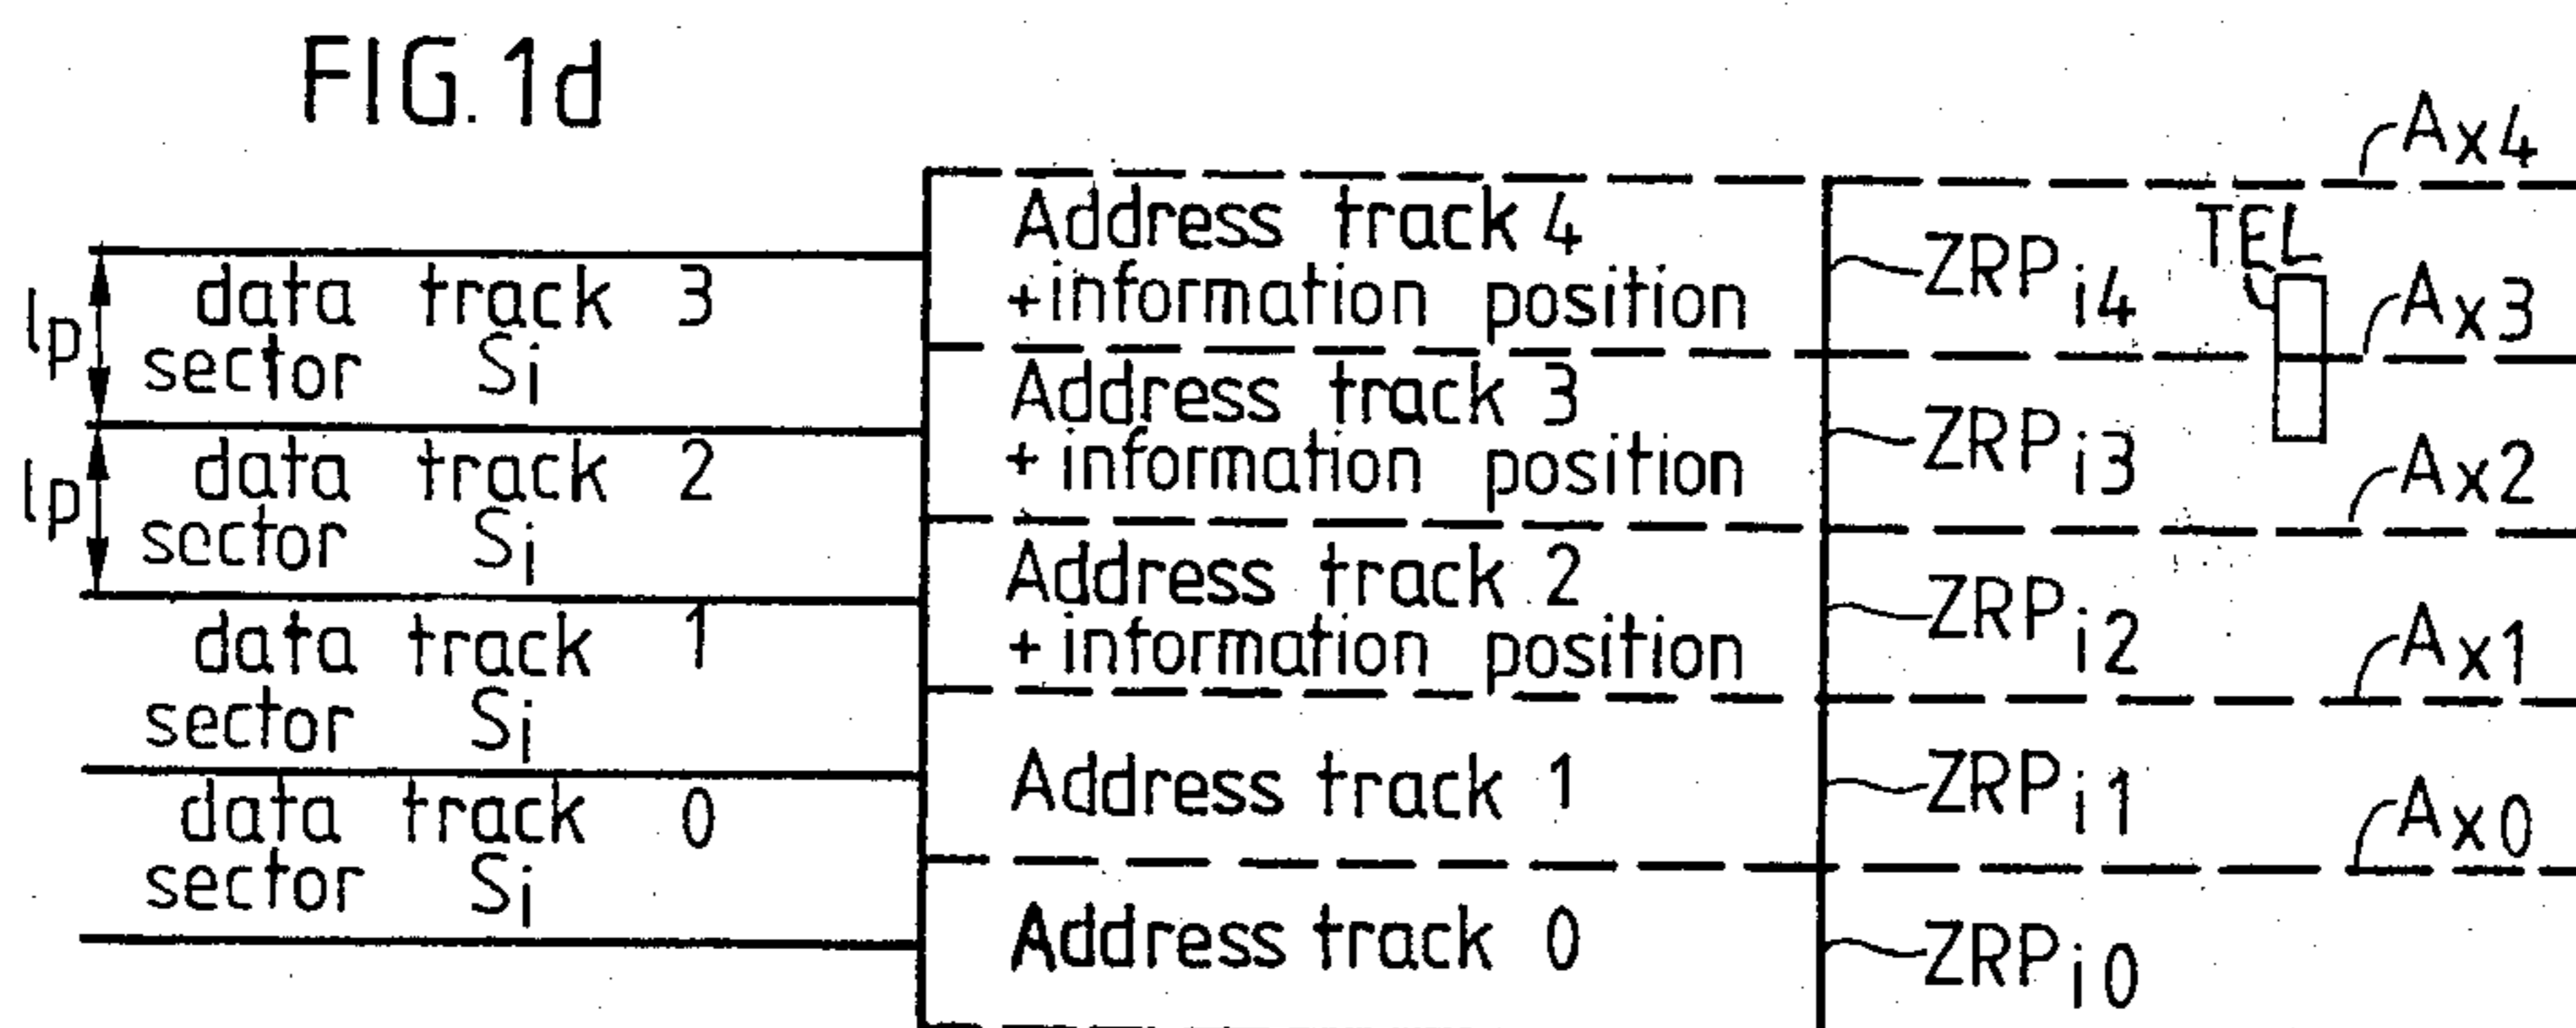 FIG. 1d
Ax4
Address track 4
+information position
ZRPi4
TEL
data track 3
sector Si
lp
Ax3
Address track 3
+ information position
ZRPi3
data track 2
sector Si
lp
Ax2
Address track 2
+ information position
ZRPi2
data track 1
sector Si
Ax1
Address track 1
ZRPi1
data track 0
sector Si
Ax0
Address track 0
ZRPi0